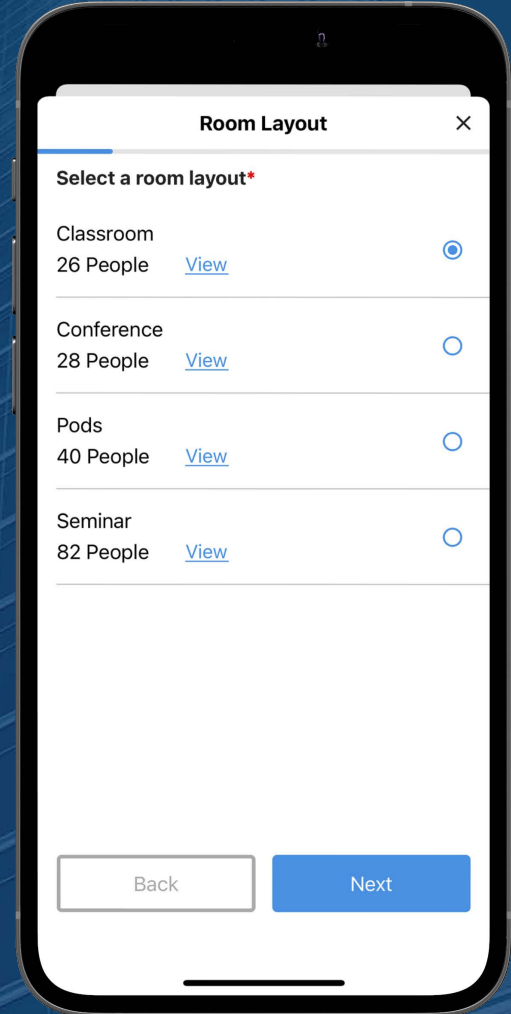 Room Layout
Select a room layout*
Classroom
26 People View
Conference
28 People View
Pods
40 People View
Seminar
82 People View
Back Next